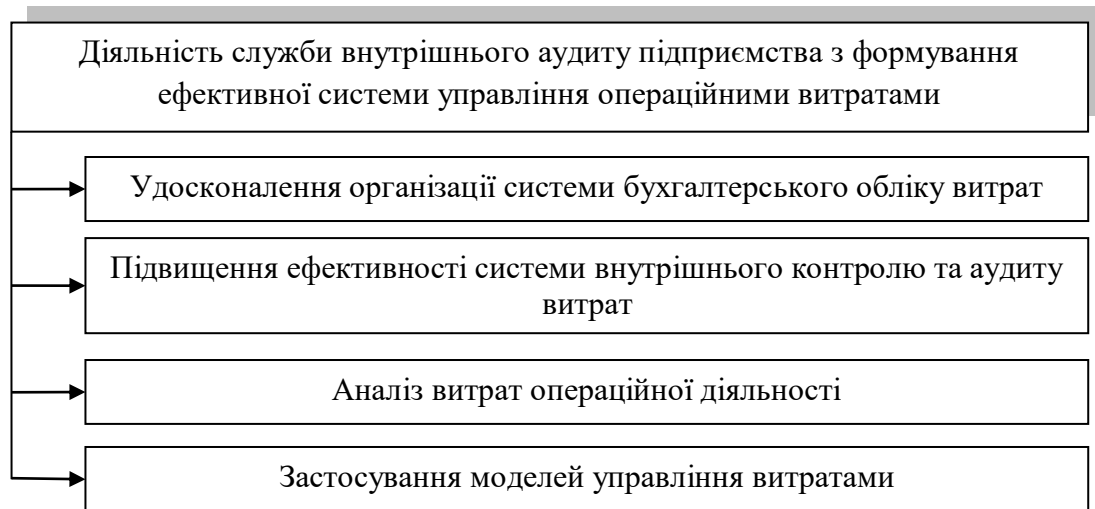 Діяльність служби внутрішнього аудиту підприємства з формування
ефективної системи управління операційними витратами
Удосконалення організації системи бухгалтерського обліку витрат
Підвищення ефективності системи внутрішнього контролю та аудиту
витрат
Аналіз витрат операційної діяльності
Застосування моделей управління витратами